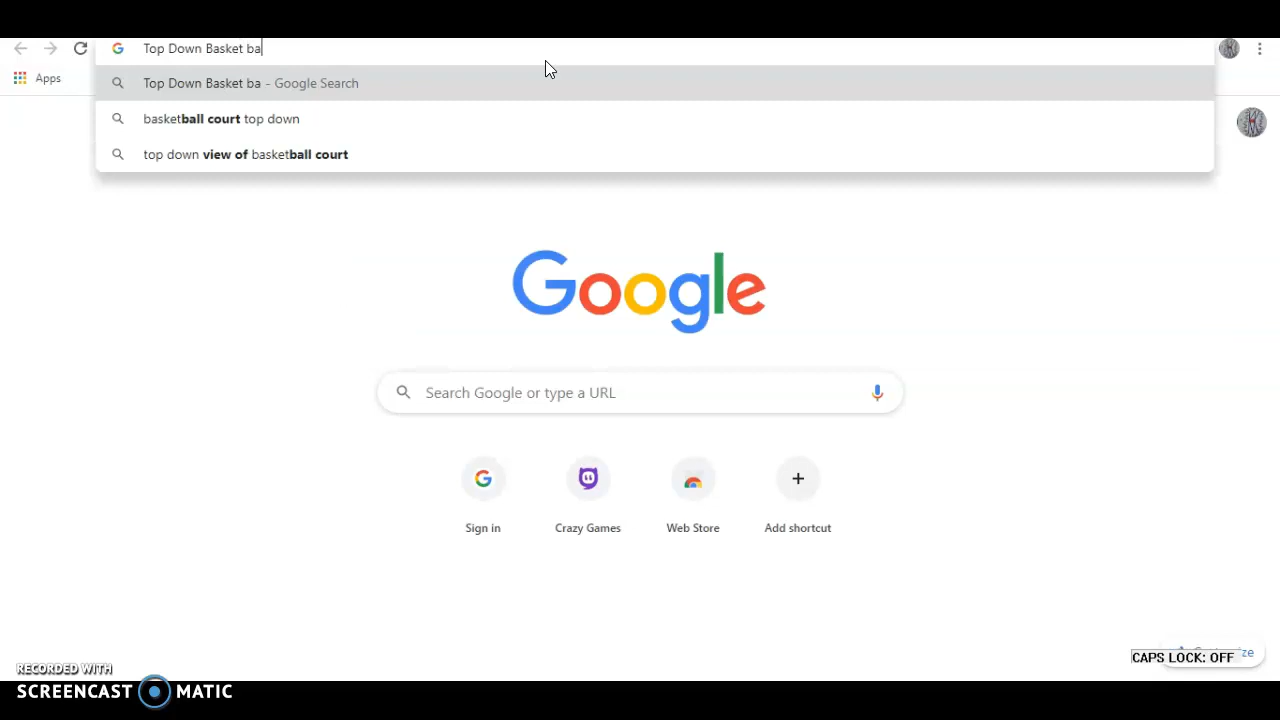 Top Down Basket ba
Apps
Top Down Basket ba - Google Search
basketball court top down
top down view of basketball court
Google
Search Google or type a URL
Sign in
Crazy Games
Web Store
Add shortcut
CAPS LOCK: OFF
RECORDED WITH
SCREENCAST MATIC